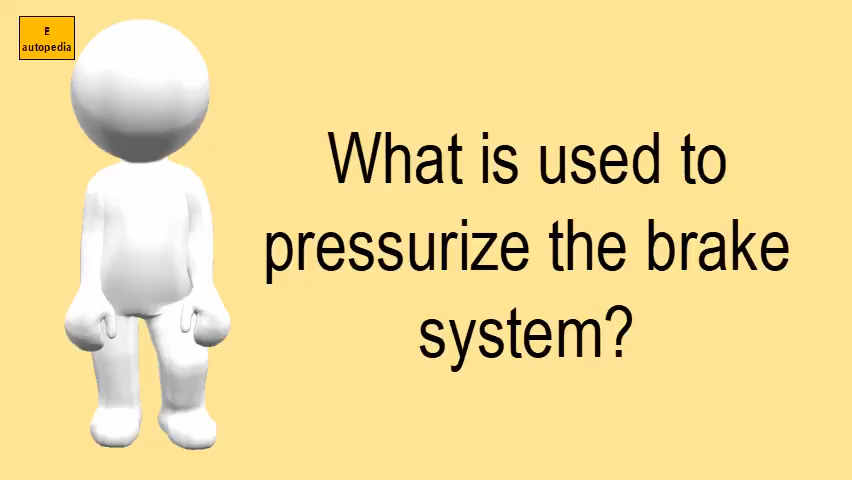 E
autopedia
What is used to
pressurize the brake
system?